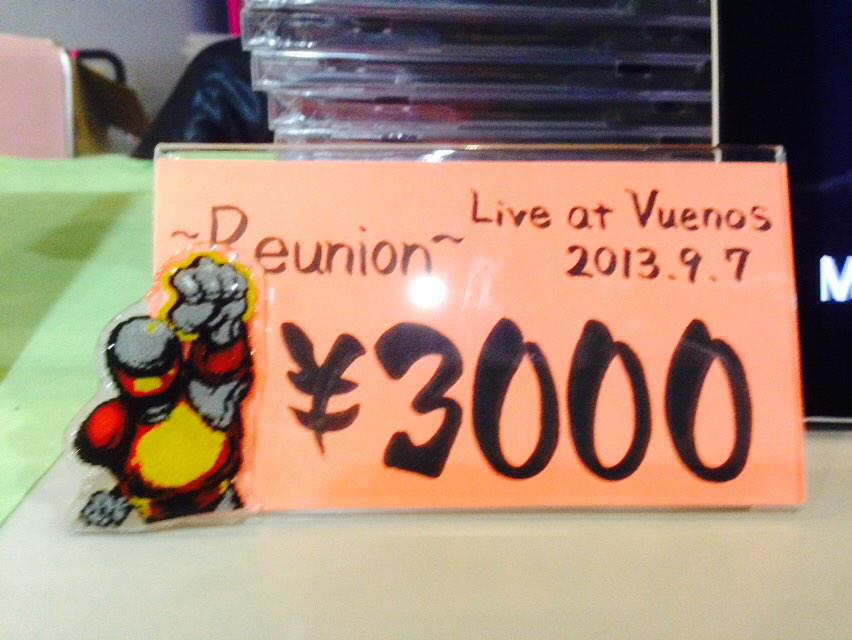 ~Reunion~
Live at Vuenos
2013.9.7
¥3000
M